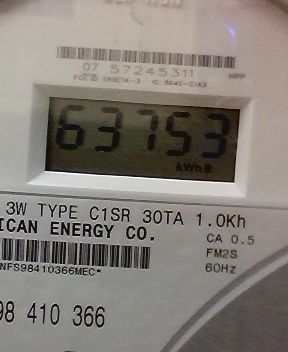 07 57245311
63753
kWh
3W TYPE C1SR 30TA 1.0Kh
ICAN ENERGY CO.
CA 0.5
FM2S
NFS98410366MEC*
60Hz
98 410 366